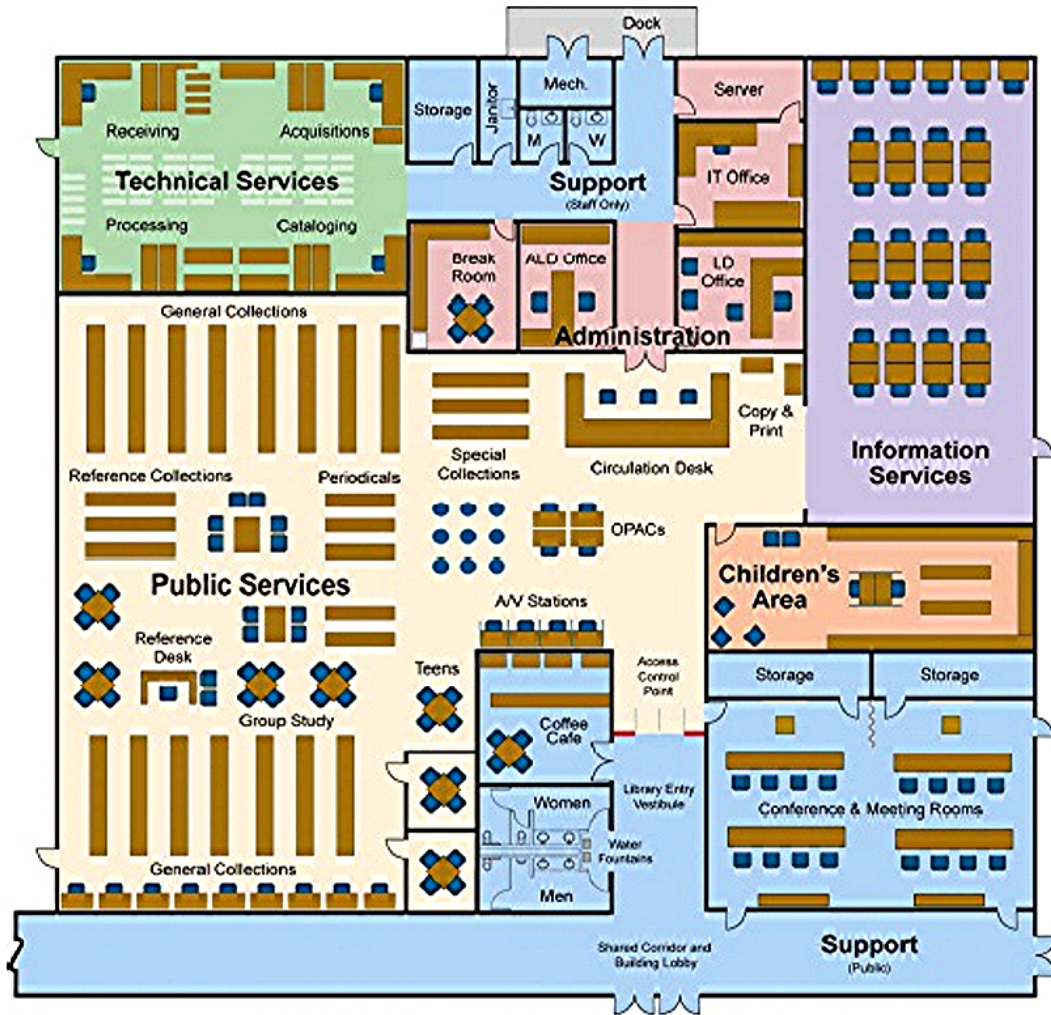 Dock
Mech.
Storage
Janitor
M
W
Server
Receiving
Acquisitions
Technical Services
Support
(Staff Only)
IT Office
Processing
Cataloging
Break
Room
ALD Office
LD
Office
Administration
General Collections
Copy &
Print
Special
Collections
Circulation Desk
Information
Services
Reference Collections
Periodicals
OPACs
Public Services
Children's
Area
A/V Stations
Reference
Desk
Teens
Access
Control
Point
Storage
Storage
Group Study
Coffee
Cafe
Library Entry
Vestibule
Women
Conference & Meeting Rooms
Water
Fountains
General Collections
Men
Shared Corridor and
Building Lobby
Support
(Public)